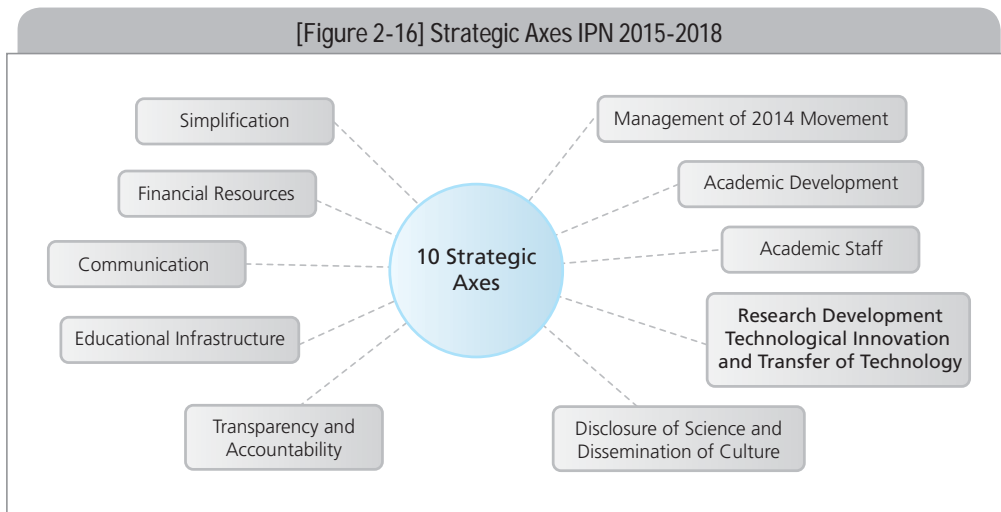 [Figure 2-16] Strategic Axes IPN 2015-2018
Simplification
Financial Resources
Communication
Educational Infrastructure
Transparency and
Accountability
10 Strategic
Axes
Management of 2014 Movement
Academic Development
Academic Staff
Research Development
Technological Innovation
and Transfer of Technology
Disclosure of Science and
Dissemination of Culture